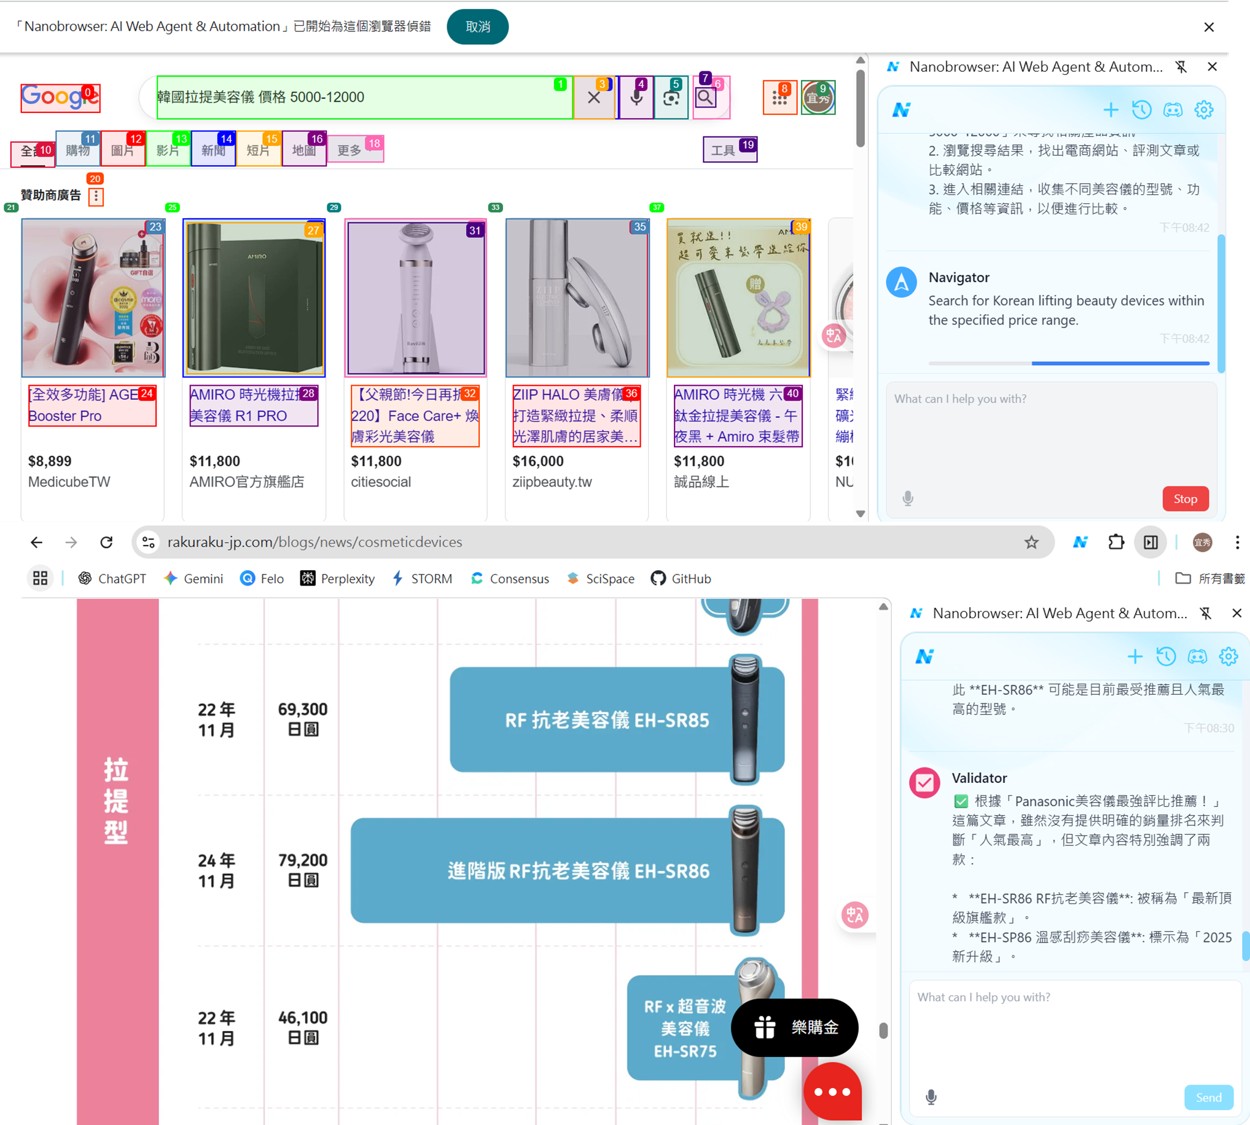 「Nanobrowser: AI Web Agent & Automation」已開始為這個瀏覽器偵錯
取消
Nanobrowser: AI Web Agent & Autom...
Google
0
韓國拉提美容儀 價格 5000-12000
1
3
4
5
7
6
8
宜秀
9
全部
10
購物
11
圖片
12
影片
13
新聞
14
短片
15
地圖
16
更多
18
工具
19
贊助商廣告
20
21
23
25
27
29
31
33
35
37
39
AMIRO
贈
24
[全效多功能] AGE
Booster Pro
$8,899
MedicubeTW
28
AMIRO 時光機拉提
美容儀 R1 PRO
$11,800
AMIRO官方旗艦店
32
【父親節!今日再折
220】Face Care+ 煥
膚彩光美容儀
$11,800
citiesocial
36
ZIIP HALO 美膚儀
打造緊緻拉提、柔順
光澤肌膚的居家美…
$16,000
ziipbeauty.tw
40
AMIRO 時光機 六
鈦金拉提美容儀 - 午
夜黑 + Amiro 束髮帶
$11,800
誠品線上
2. 瀏覽搜尋結果，找出電商網站、評測文章或
比較網站。
3. 進入相關連結，收集不同美容儀的型號、功
能、價格等資訊，以便進行比較。
下午08:42
Navigator
Search for Korean lifting beauty devices within
the specified price range.
下午08:42
What can I help you with?
Stop
rakuraku-jp.com/blogs/news/cosmeticdevices
宜秀
ChatGPT
Gemini
Felo
Perplexity
STORM
Consensus
SciSpace
GitHub
所有書籤
拉提型
22 年
11月
69,300
日圓
RF 抗老美容儀 EH-SR85
24 年
11月
79,200
日圓
進階版 RF抗老美容儀 EH-SR86
22 年
11月
46,100
日圓
RF x 超音波
美容儀
EH-SR75
樂購金
Nanobrowser: AI Web Agent & Autom...
此 **EH-SR86** 可能是目前最受推薦且人氣最
高的型號。
下午08:30
Validator
✅ 根據「Panasonic美容儀最強評比推薦！」
這篇文章，雖然沒有提供明確的銷量排名來判
斷「人氣最高」，但文章內容特別強調了兩
款：
* **EH-SR86 RF抗老美容儀**: 被稱為「最新頂
級旗艦款」。
* **EH-SP86 溫感刮痧美容儀**: 標示為「2025
新升級」。
What can I help you with?
Send